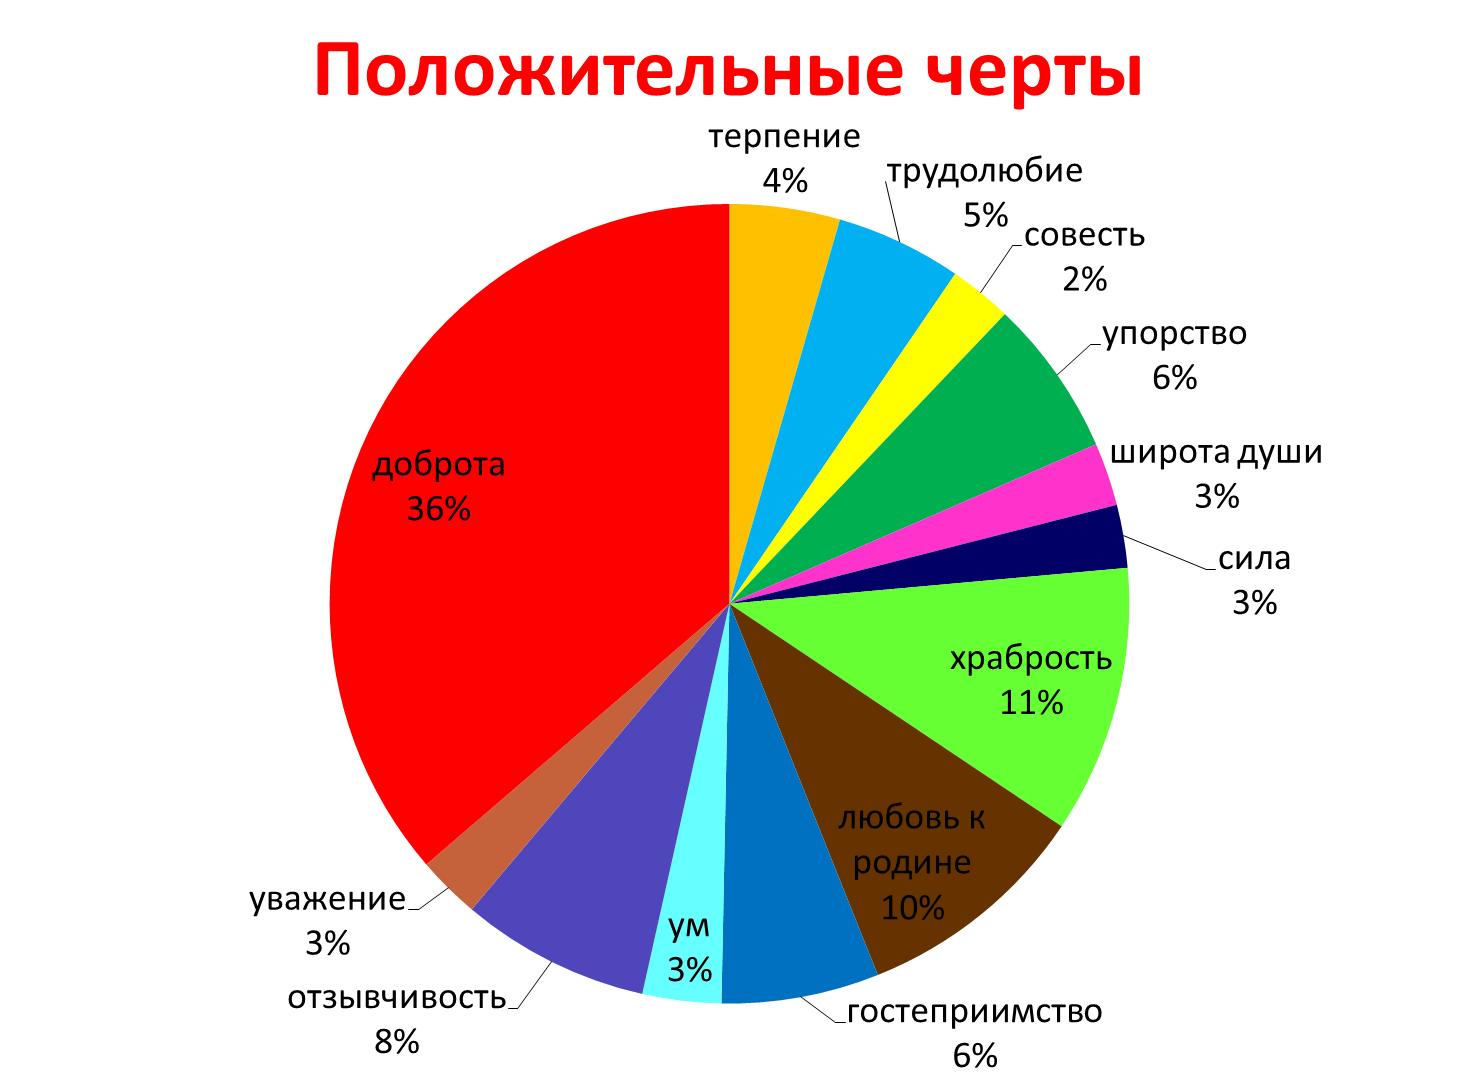 Положительные черты
терпение
4%
трудолюбие
5%
совесть
2%
упорство
6%
широта души
3%
сила
3%
храбрость
11%
любовь к
родине
10%
гостеприимство
6%
ум
3%
отзывчивость
8%
уважение
3%
доброта
36%